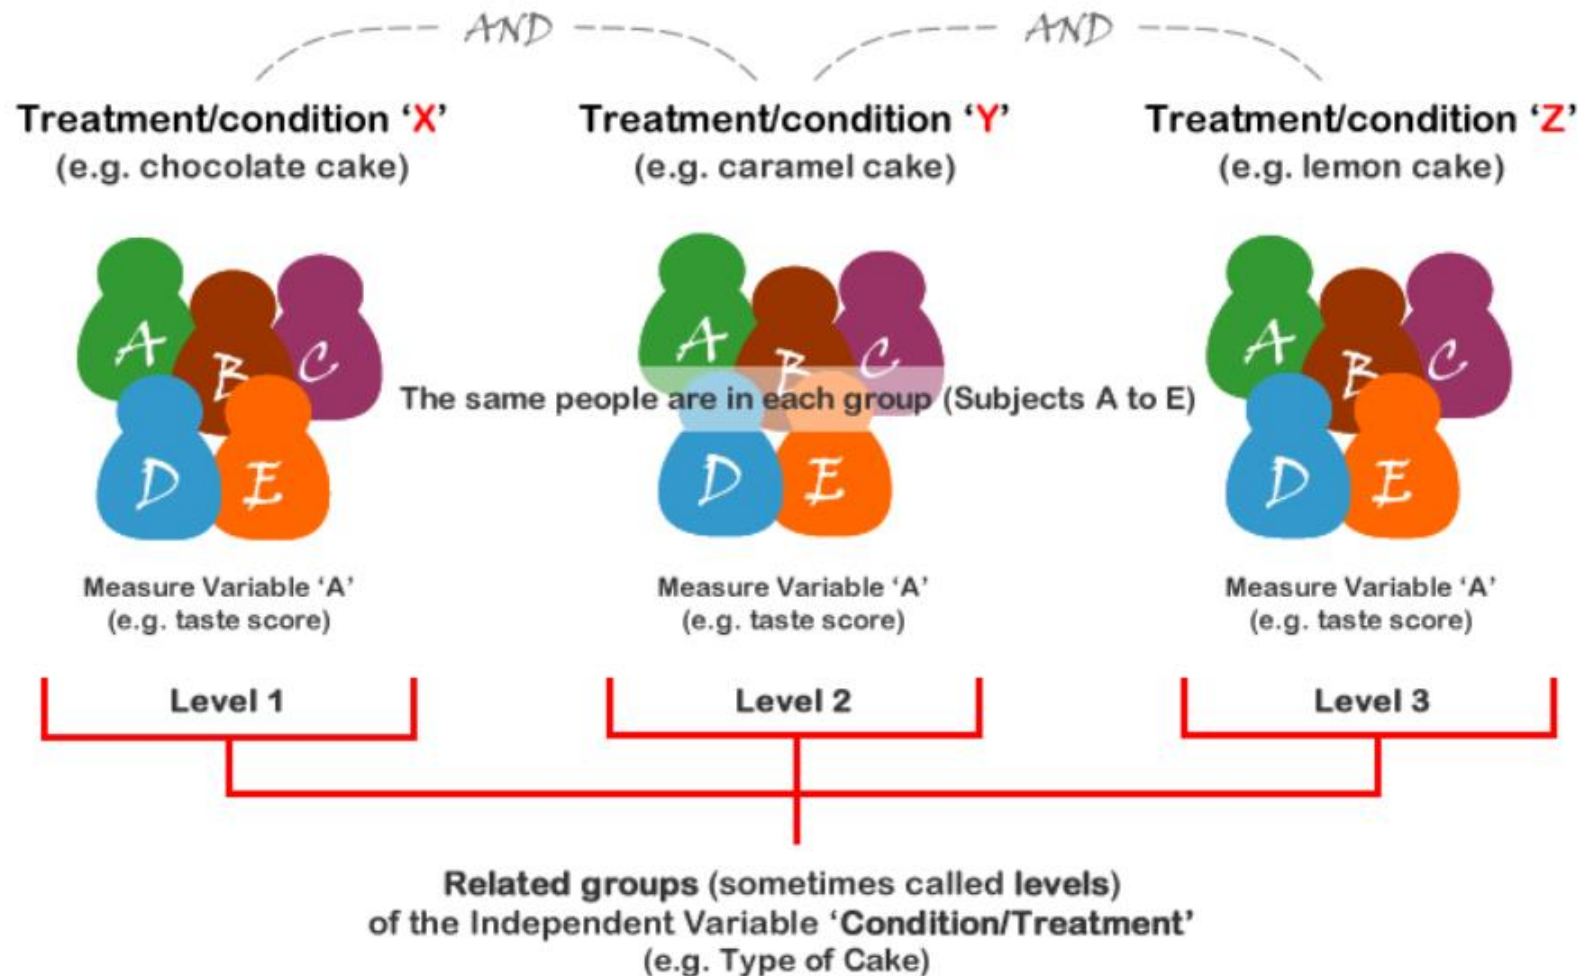 AND
AND
Treatment/condition ‘X’
(e.g. chocolate cake)
Treatment/condition ‘Y’
(e.g. caramel cake)
Treatment/condition ‘Z’
(e.g. lemon cake)
A
B
C
D
E
A
B
C
D
E
A
B
C
D
E
The same people are in each group (Subjects A to E)
Measure Variable ‘A’
(e.g. taste score)
Measure Variable ‘A’
(e.g. taste score)
Measure Variable ‘A’
(e.g. taste score)
Level 1
Level 2
Level 3
Related groups (sometimes called levels)
of the Independent Variable ‘Condition/Treatment’
(e.g. Type of Cake)